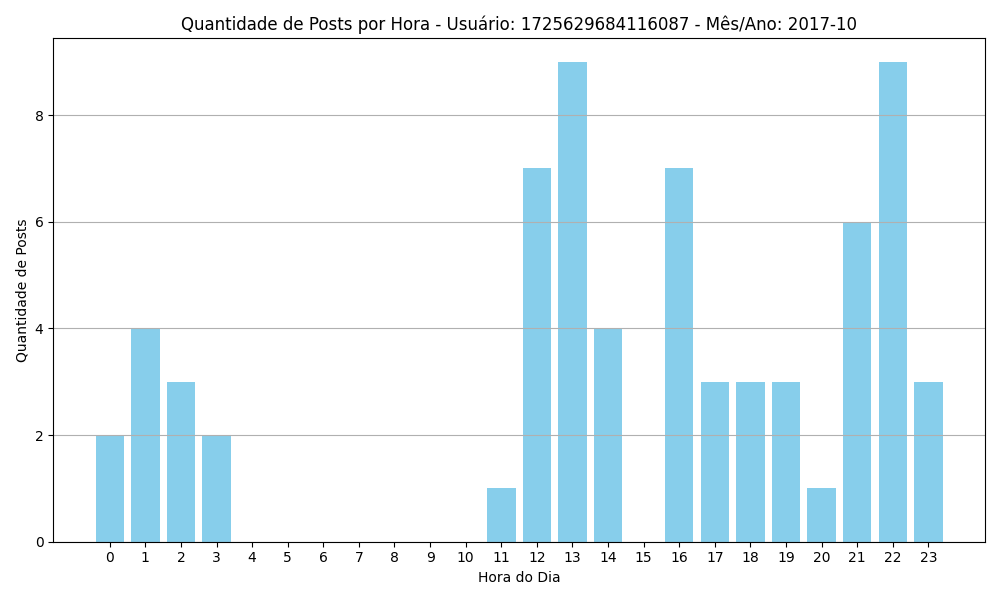 Quantidade de Posts por Hora - Usuário: 1725629684116087 - Mês/Ano: 2017-10
Quantidade de Posts
8
6
4
2
0
0 1 2 3 4 5 6 7 8 9 10 11 12 13 14 15 16 17 18 19 20 21 22 23
Hora do Dia